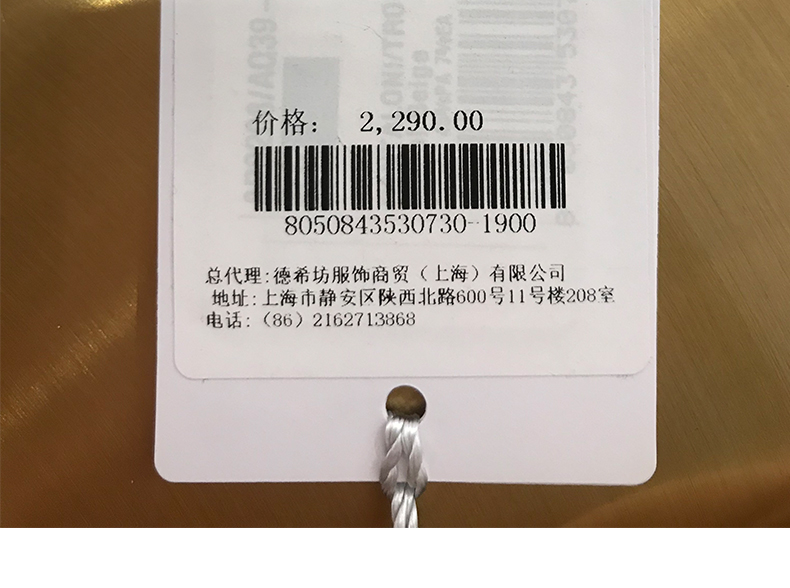 价格： 2,290.00
8050843530730-1900
总代理:德希坊服饰商贸（上海）有限公司
地址:上海市静安区陕西北路600号11号楼208室
电话:（86）2162713868